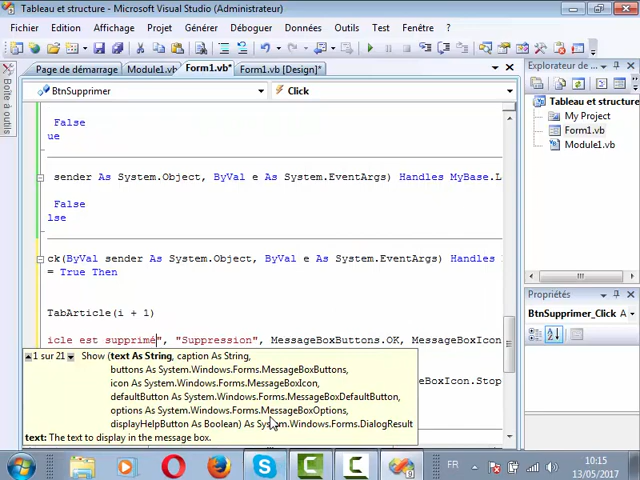 Tableau et structure - Microsoft Visual Studio (Administrateur)
Fichier Edition Affichage Projet Générer Déboguer Données Outils Test Fenêtre ?
Page de démarrage Module1.vb Form1.vb* Form1.vb [Design]*
Boîte à outils
BtnSupprimer Click
False
ue
sender As System.Object, ByVal e As System.EventArgs) Handles MyBase.L
False
lse
ck(ByVal sender As System.Object, ByVal e As System.EventArgs) Handles
= True Then
TabArticle(i + 1)
icle est supprimé", "Suppression", MessageBoxButtons.OK, MessageBoxIcon
1 sur 21 Show (text As String, caption As String,
buttons As System.Windows.Forms.MessageBoxButtons,
icon As System.Windows.Forms.MessageBoxIcon,
defaultButton As System.Windows.Forms.MessageBoxDefaultButton,
options As System.Windows.Forms.MessageBoxOptions,
displayHelpButton As Boolean) As System.Windows.Forms.DialogResult
text: The text to display in the message box.
eBoxIcon.Stop
Explorateur de
Tableau et structure
My Project
Form1.vb
Module1.vb
Propriétés
BtnSupprimer_Click
FR
10:15
13/05/2017